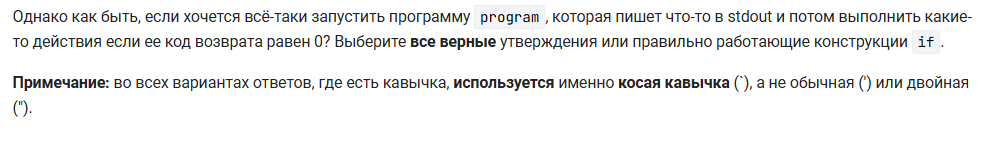 Однако как быть, если хочется всё-таки запустить программу program, которая пишет что-то в stdout и потом выполнить какие-
то действия если ее код возврата равен 0? Выберите все верные утверждения или правильно работающие конструкции if.
Примечание: во всех вариантах ответов, где есть кавычка, используется именно косая кавычка (`), а не обычная (') или двойная
(").